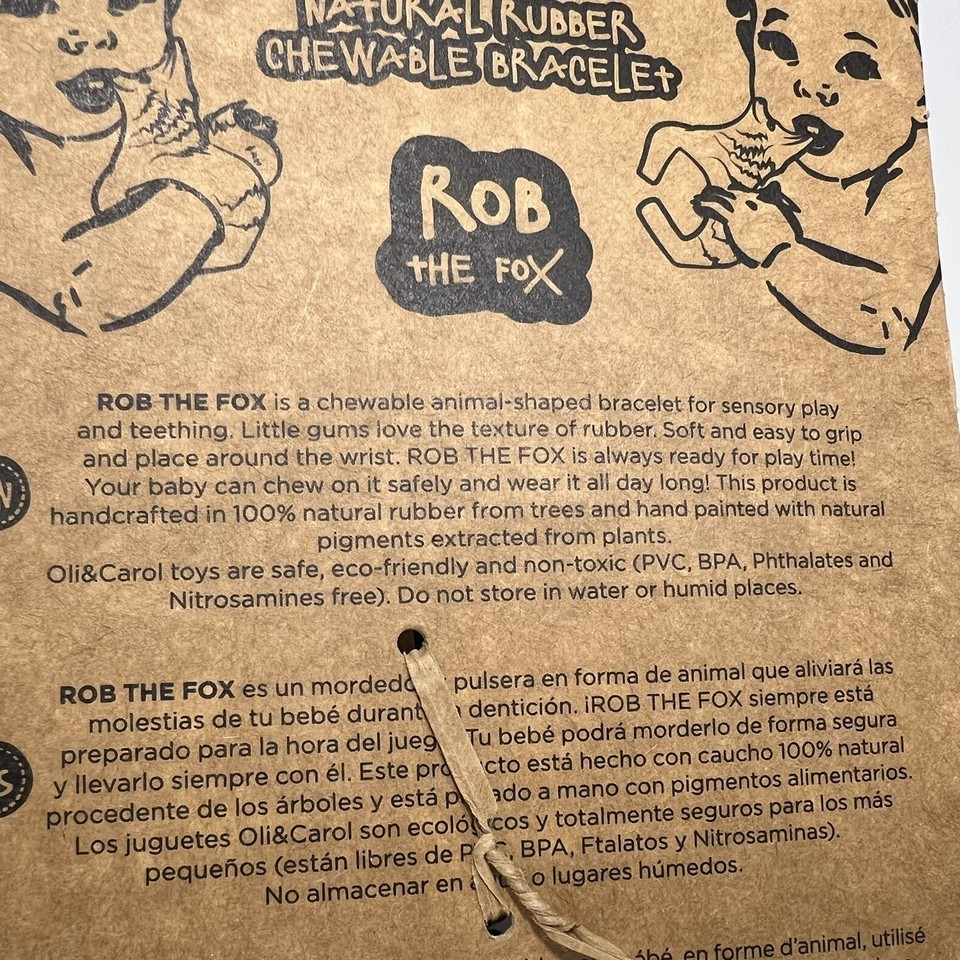 NATURAL RUBBER
CHEWABLE BRACELEt
ROB
tHE FOX
ROB THE FOX is a chewable animal-shaped bracelet for sensory play
and teething. Little gums love the texture of rubber. Soft and easy to grip
and place around the wrist. ROB THE FOX is always ready for play time!
Your baby can chew on it safely and wear it all day long! This product is
handcrafted in 100% natural rubber from trees and hand painted with natural
pigments extracted from plants.
Oli&Carol toys are safe, eco-friendly and non-toxic (PVC, BPA, Phthalates and
Nitrosamines free). Do not store in water or humid places.
ROB THE FOX es un pulsera en forma de animal que aliviará las
molestias de tu bebé dentición. ¡ROB THE FOX siempre está
preparado para la hora del Tu bebé podrá morderlo de forma segura
y llevarlo siempre con él. Este está hecho con caucho 100% natural
procedente de los árboles y está a mano con pigmentos alimentarios.
Los juguetes Oli&Carol son y totalmente seguros para los más
pequeños (están libres de BPA, Ftalatos y Nitrosaminas).
No almacenar en o lugares húmedos.
en forme d'animal, utilisé